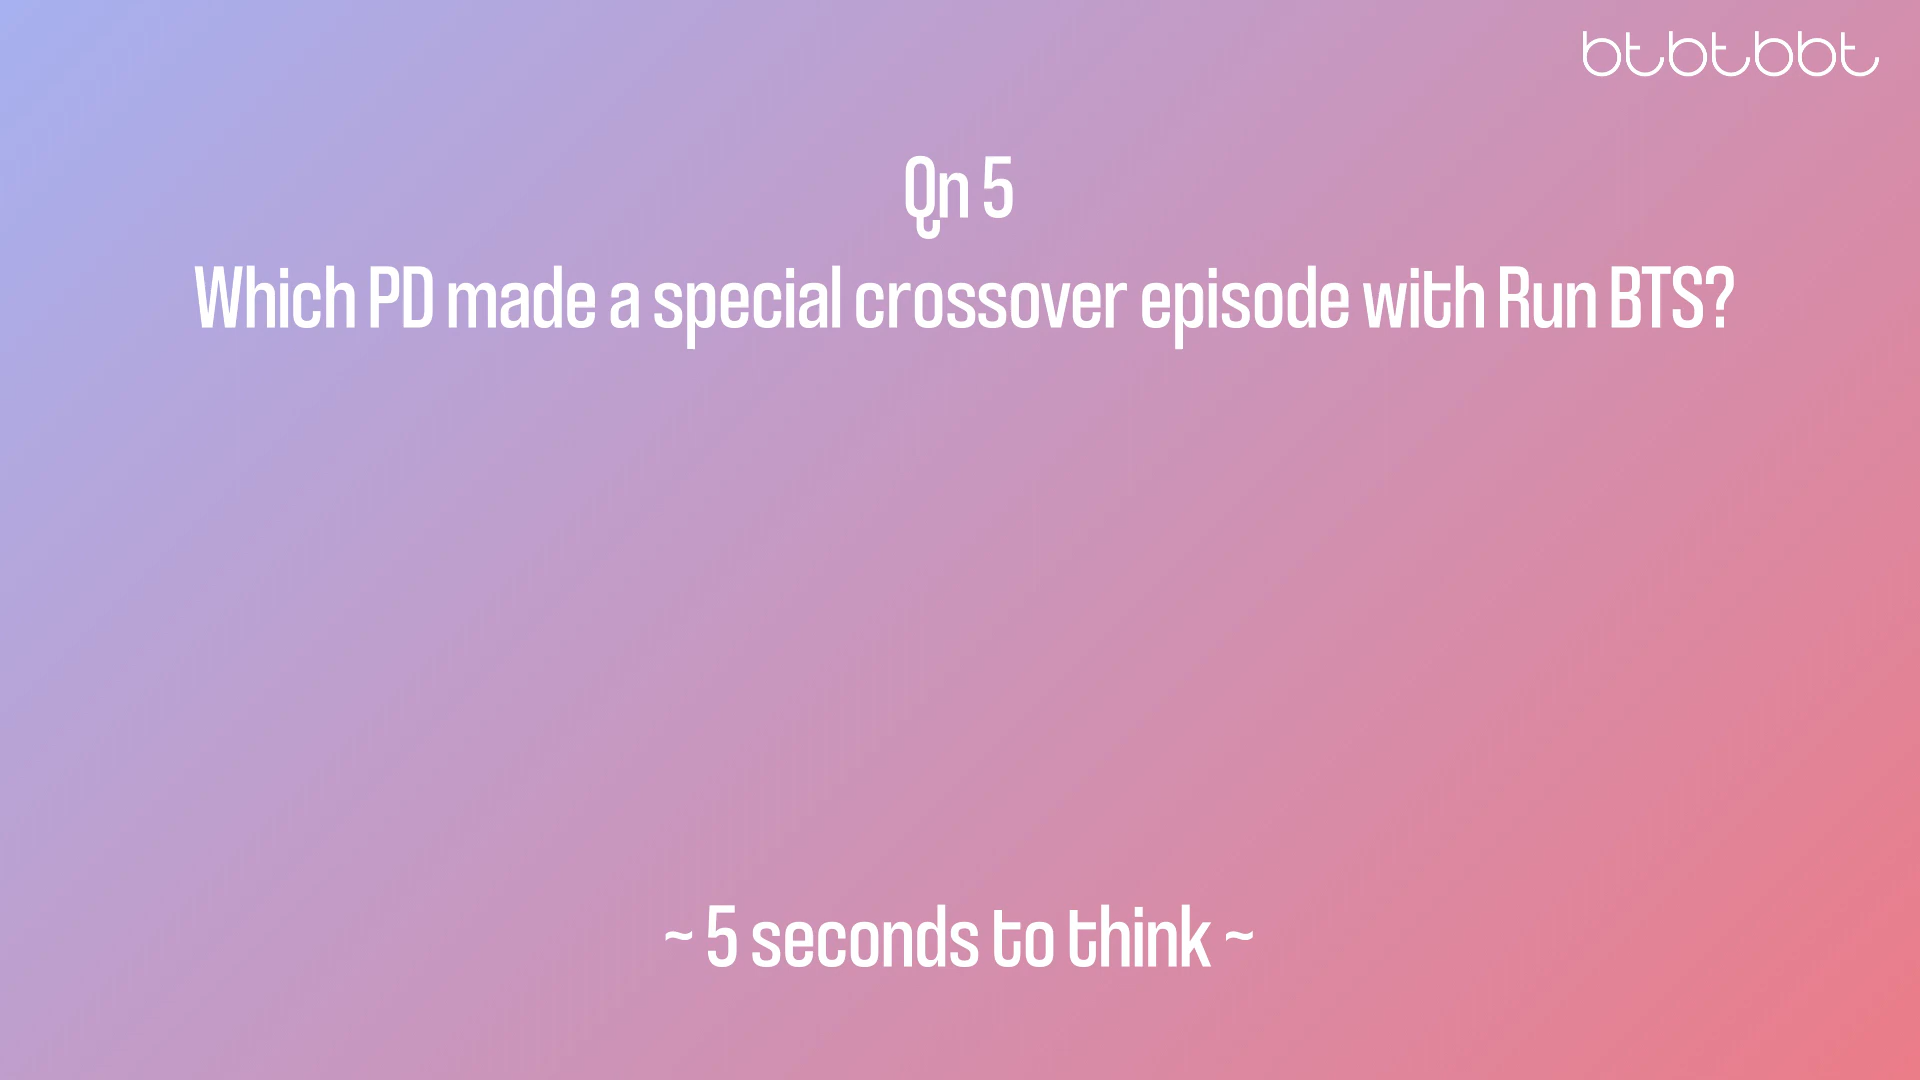 btbtbbt
Qn 5
Which PD made a special crossover episode with Run BTS?
~ 5 seconds to think ~